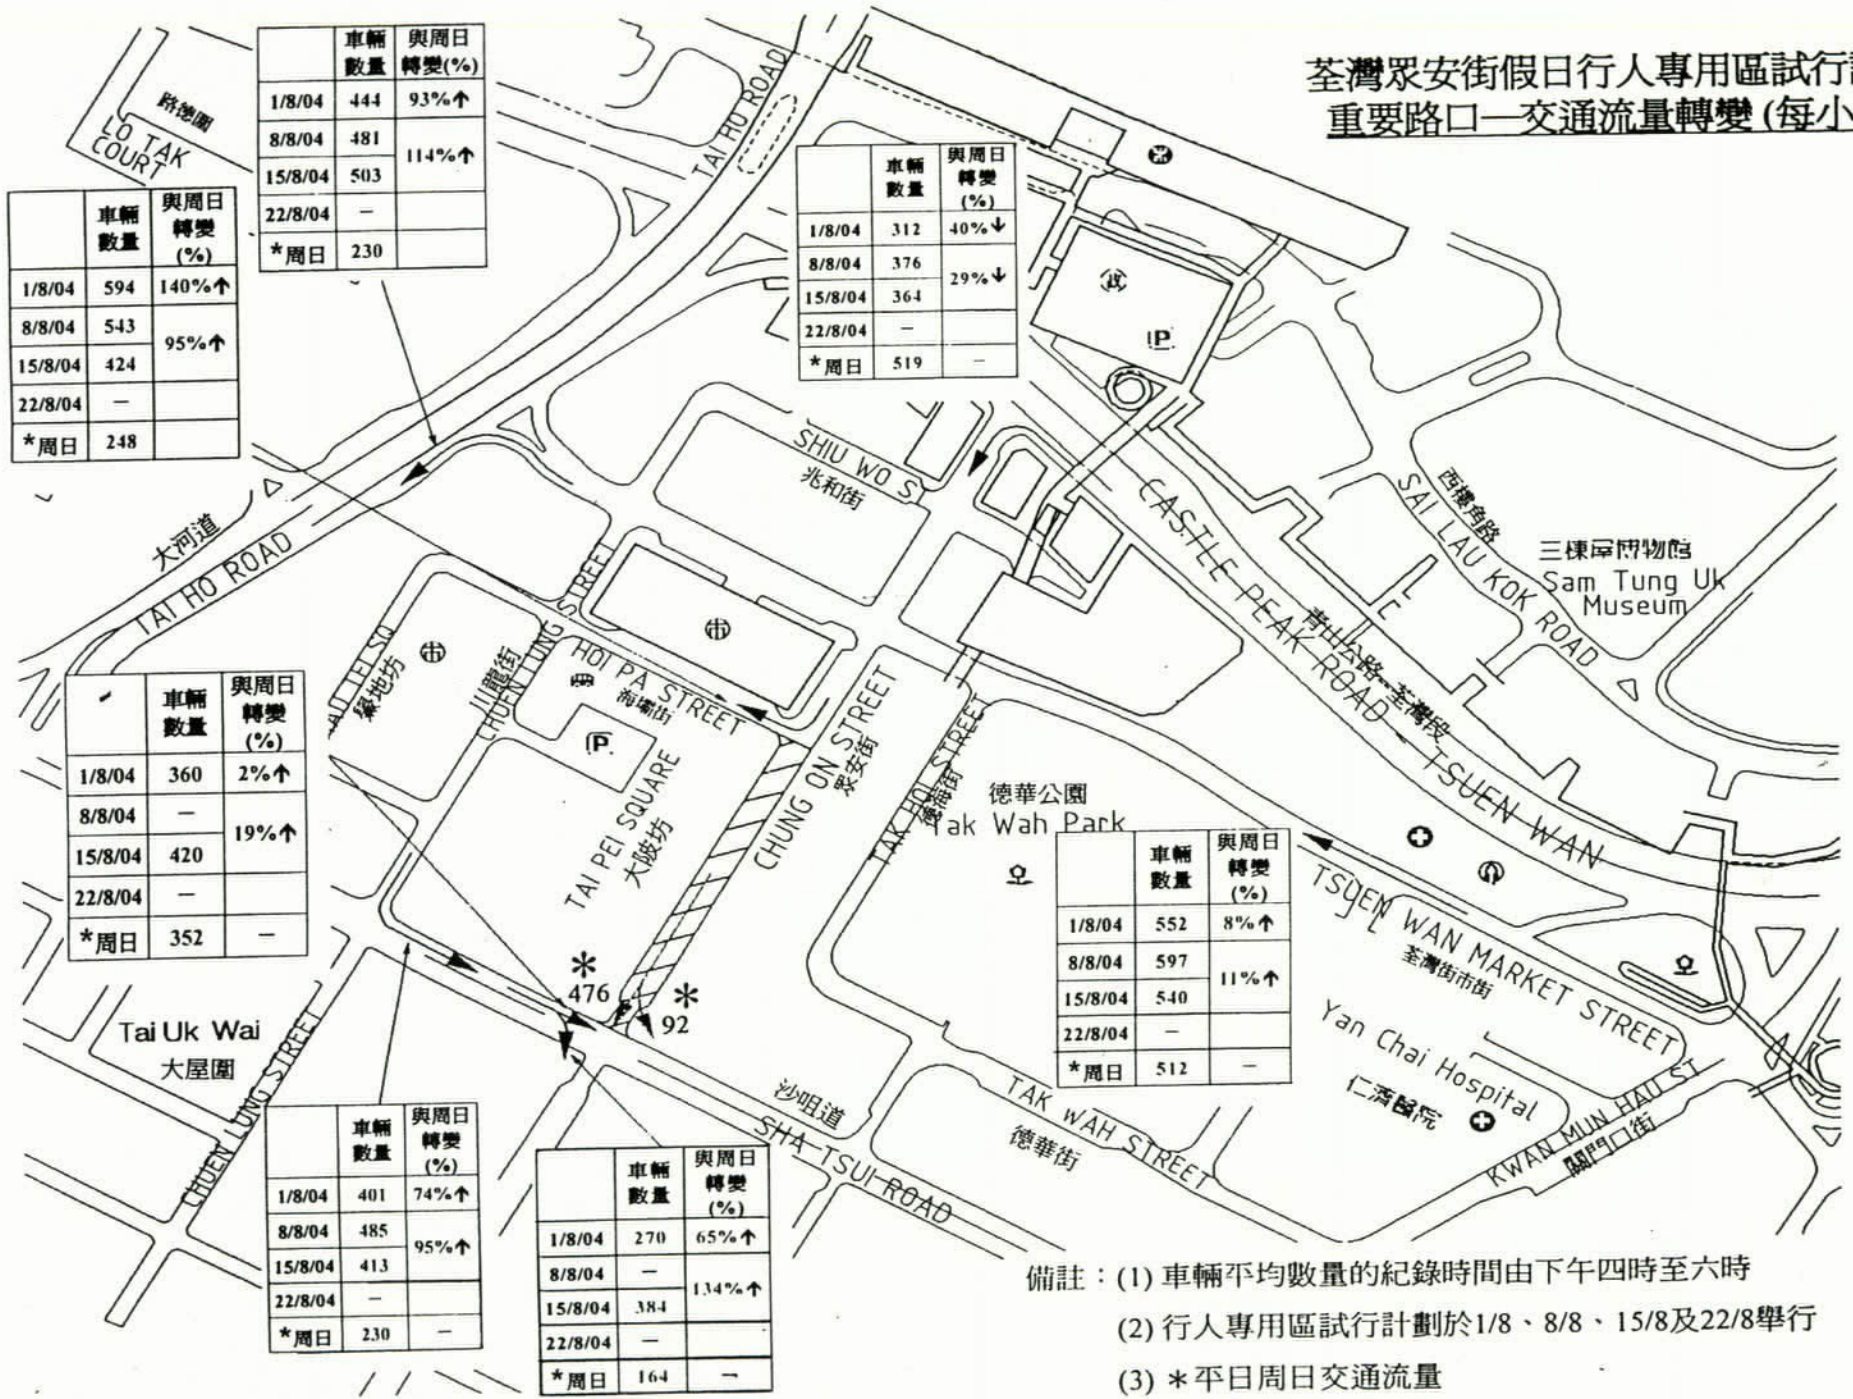 荃灣眾安街假日行人專用區試行
重要路口—交通流量轉變 (每小
車輛數量 與周日轉變(%)
1/8/04 444 93%↑
8/8/04 481 114%↑
15/8/04 503
22/8/04 –
*周日 230
車輛數量 與周日轉變(%)
1/8/04 594 140%↑
8/8/04 543 95%↑
15/8/04 424
22/8/04 –
*周日 248
車輛數量 與周日轉變(%)
1/8/04 312 40%↓
8/8/04 376 29%↓
15/8/04 364
22/8/04 –
*周日 519 –
車輛數量 與周日轉變(%)
1/8/04 360 2%↑
8/8/04 – 19%↑
15/8/04 420
22/8/04 –
*周日 352 –
車輛數量 與周日轉變(%)
1/8/04 552 8%↑
8/8/04 597 11%↑
15/8/04 540
22/8/04 –
*周日 512 –
車輛數量 與周日轉變(%)
1/8/04 401 74%↑
8/8/04 485 95%↑
15/8/04 413
22/8/04 –
*周日 230 –
車輛數量 與周日轉變(%)
1/8/04 270 65%↑
8/8/04 – 134%↑
15/8/04 384
22/8/04 –
*周日 164 –
路德圍
LO TAK COURT
TAI HO ROAD
大河道
TAI HO ROAD
SHIU WO S
兆和街
CASTLE PEAK ROAD - TSUEN WAN
青山公路--荃灣段
西樓角路
SAI LAU KOK ROAD
三棟屋博物館
Sam Tung Uk
Museum
政
P
市
市
P
川龍街
CHUEN LUNG STREET
HOI PA STREET
海壩街
TAI PEI SQUARE
大陂坊
CHUNG ON STREET
眾安街
TAK HOI STREET
德海街
德華公園
Tak Wah Park
TSUEN WAN MARKET STREET
荃灣街市街
Yan Chai Hospital
仁濟醫院
KWAN MUN HAU ST
關門口街
TAK WAH STREET
德華街
沙咀道
SHA TSUI ROAD
Tai Uk Wai
大屋圍
CHUEN LUNG STREET
* 476
* 92
備註：(1) 車輛平均數量的紀錄時間由下午四時至六時
(2) 行人專用區試行計劃於1/8、8/8、15/8及22/8舉行
(3) ＊平日周日交通流量